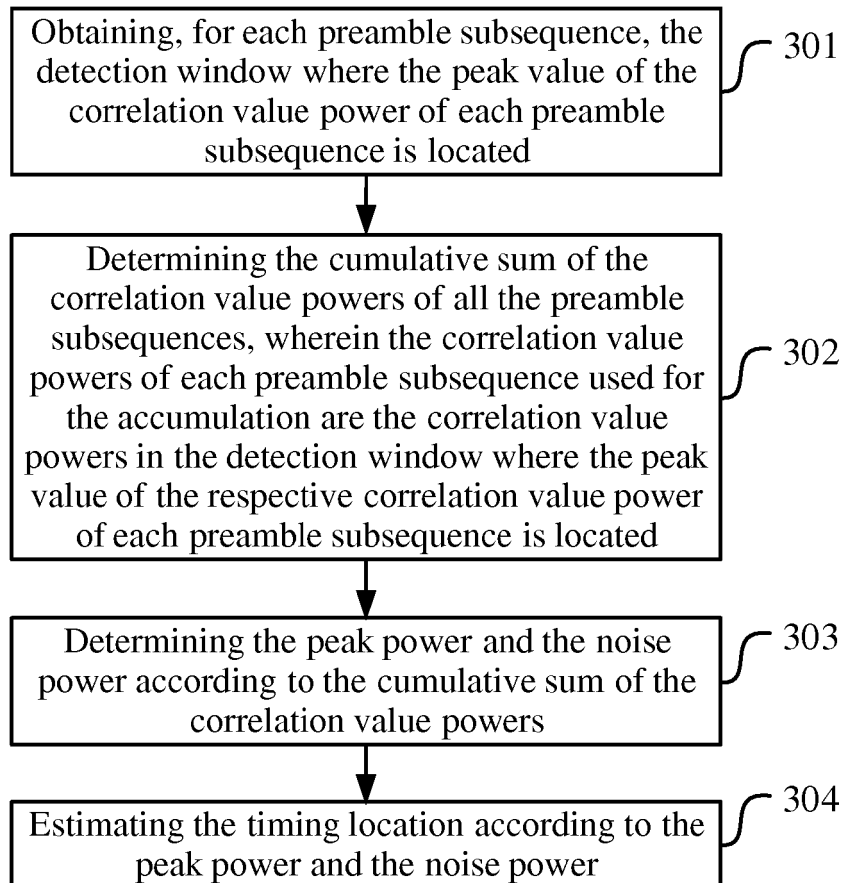 Obtaining, for each preamble subsequence, the
detection window where the peak value of the
correlation value power of each preamble
subsequence is located
301
Determining the cumulative sum of the
correlation value powers of all the preamble
subsequences, wherein the correlation value
powers of each preamble subsequence used for
the accumulation are the correlation value
powers in the detection window where the peak
value of the respective correlation value power
of each preamble subsequence is located
302
Determining the peak power and the noise
power according to the cumulative sum of the
correlation value powers
303
Estimating the timing location according to the
peak power and the noise power
304